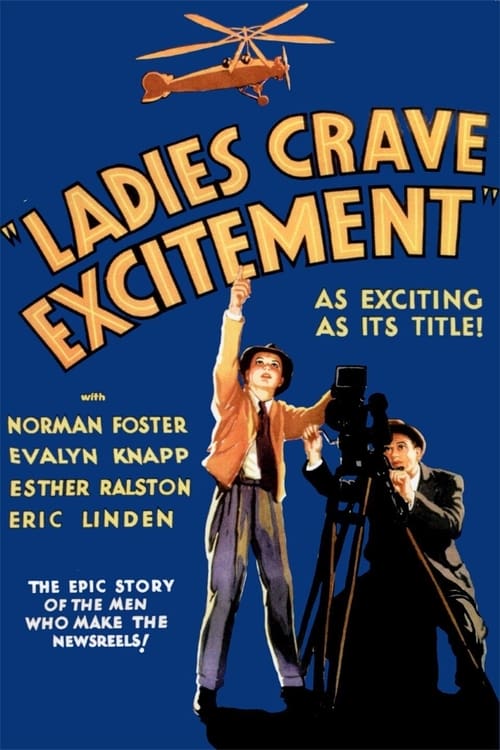 "LADIES CRAVE
EXCITEMENT"
AS EXCITING
AS ITS TITLE!
with
NORMAN FOSTER
EVALYN KNAPP
ESTHER RALSTON
ERIC LINDEN
THE EPIC STORY
OF THE MEN
WHO MAKE THE
NEWSREELS!